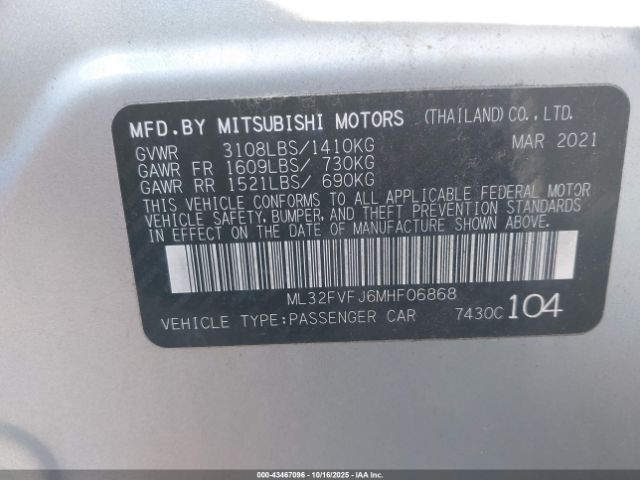 MFD.BY MITSUBISHI MOTORS (THAILAND) CO., LTD.
GVWR 3108LBS/1410KG MAR 2021
GAWR FR 1609LBS/ 730KG
GAWR RR 1521LBS/ 690KG
THIS VEHICLE CONFORMS TO ALL APPLICABLE FEDERAL MOTOR
VEHICLE SAFETY, BUMPER, AND THEFT PREVENTION STANDARDS
IN EFFECT ON THE DATE OF MANUFACTURE SHOWN ABOVE.
ML32FVFJ6MHF06868
VEHICLE TYPE:PASSENGER CAR 7430C 104
000-43467096 - 10/16/2025 - IAA Inc.